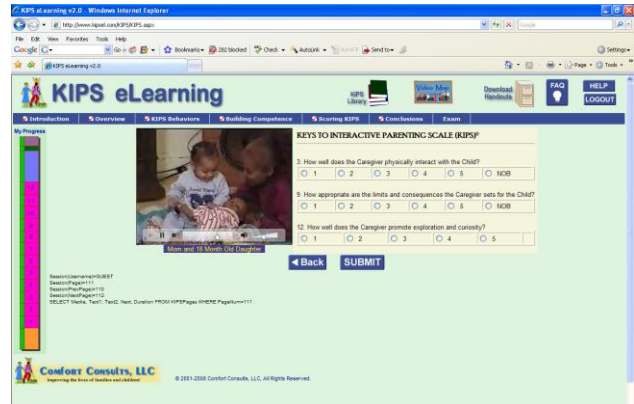 KIPS eLearning v2.0 - Windows Internet Explorer
http://www.kipsel.com/KIPS/KIPS.aspx
Google
File Edit View Favorites Tools Help
Google G Go Bookmarks 282 blocked Check AutoLink Send to Settings
KIPS eLearning v2.0 Page Tools
KIPS eLearning
KIPS Library
Video Map
Download Handouts
FAQ
HELP
LOGOUT
Introduction Overview KIPS Behaviors Building Competence Scoring KIPS Conclusions Exam
My Progress
KEYS TO INTERACTIVE PARENTING SCALE (KIPS)®
3. How well does the Caregiver physically interact with the Child?
1 2 3 4 5 NOB
9. How appropriate are the limits and consequences the Caregiver sets for the Child?
1 2 3 4 5 NOB
12. How well does the Caregiver promote exploration and curiosity?
1 2 3 4 5
Mom and 18 Month Old Daughter
Back SUBMIT
Session(Username)=GUEST
Session(Page)=111
Session(PrevPage)=110
Session(NextPage)=112
SELECT Media, Text1, Text2, Next, Duration FROM KIPSPages WHERE PageNum=111
COMFORT CONSULTS, LLC
Improving the lives of families and children!
© 2001-2008 Comfort Consults, LLC, All Rights Reserved.